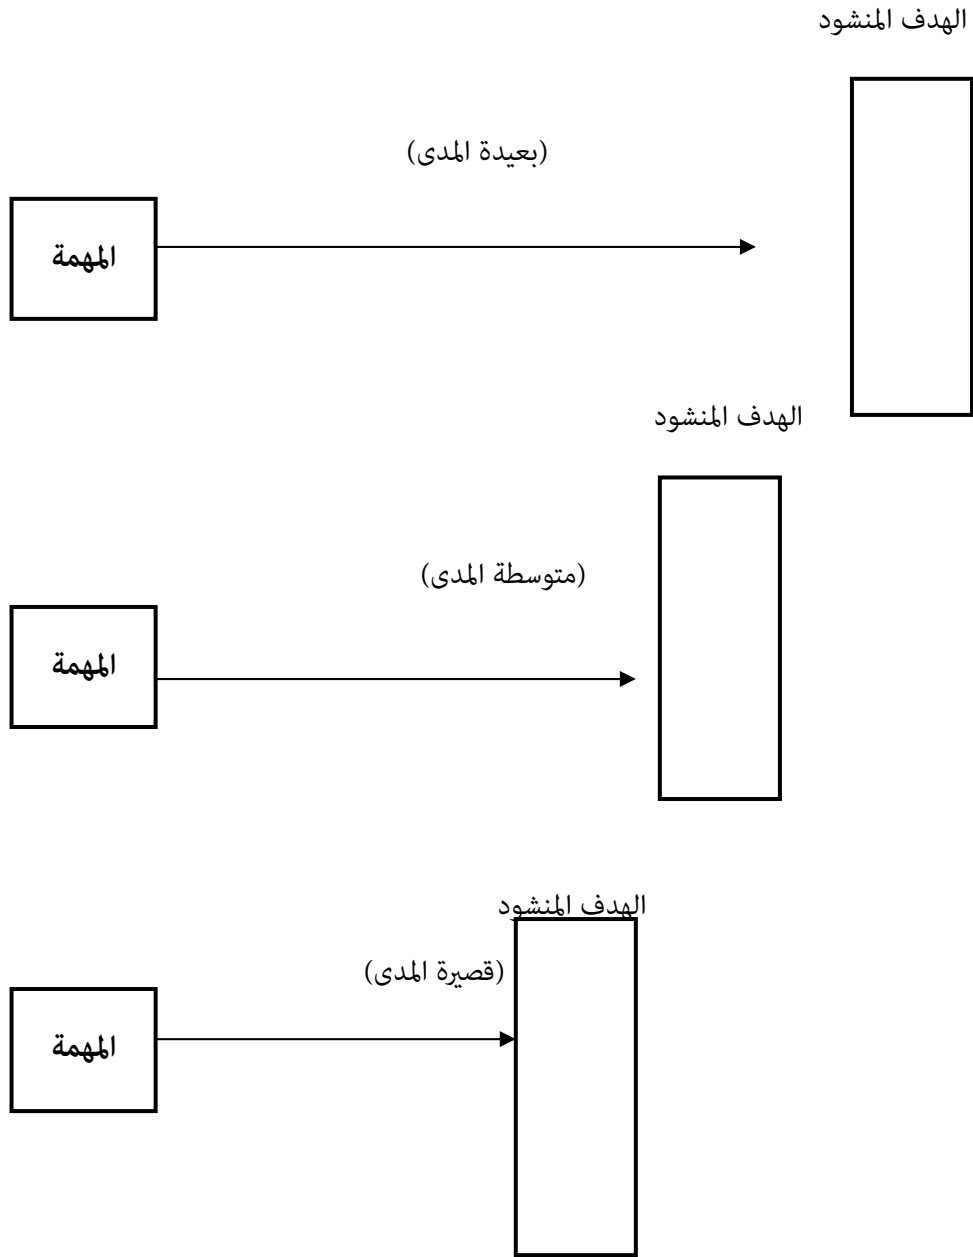 الهدف المنشود
(بعيدة المدى)
المهمة
الهدف المنشود
(متوسطة المدى)
المهمة
الهدف المنشود
(قصيرة المدى)
المهمة